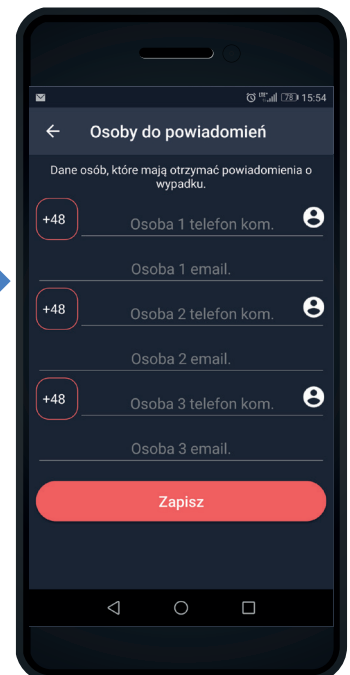 78 15:54
Osoby do powiadomień
Dane osób, które mają otrzymać powiadomienia o
wypadku.
+48 Osoba 1 telefon kom.
Osoba 1 email.
+48 Osoba 2 telefon kom.
Osoba 2 email.
+48 Osoba 3 telefon kom.
Osoba 3 email.
Zapisz